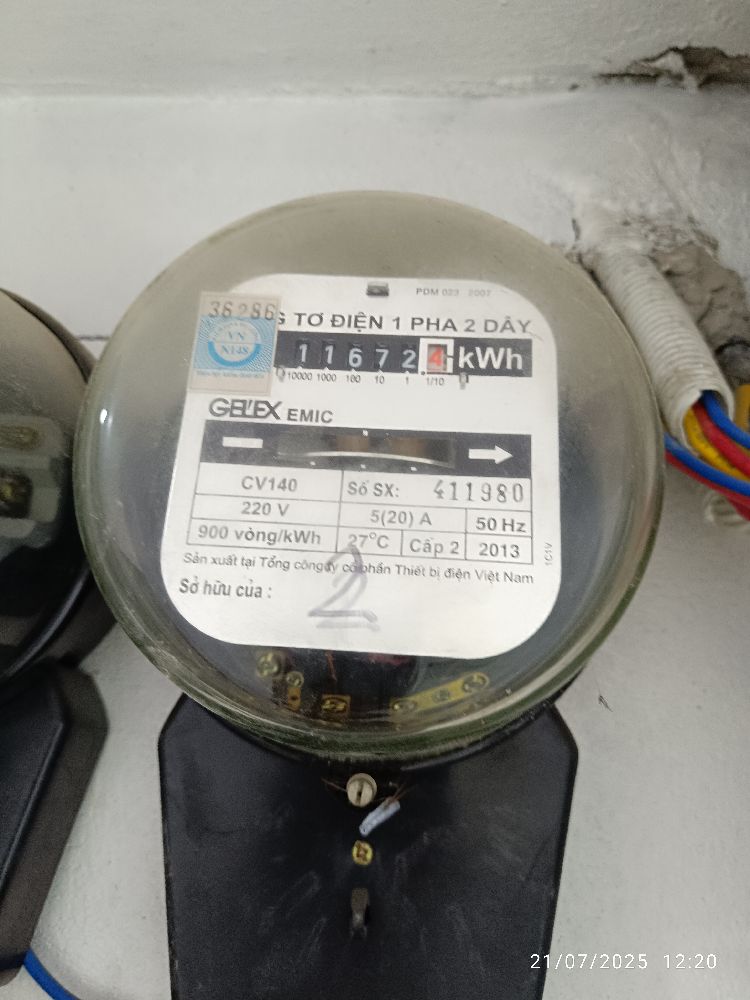 PDM 023 2007
36286
VN
N148
G TƠ ĐIỆN 1 PHA 2 DÂY
1 1 6 7 2 4 kWh
10000 1000 100 10 1 1/10
GELEX EMIC
CV140
Số SX: 411980
220 V
5(20) A
50 Hz
900 vòng/kWh
27°C
Cấp 2
2013
Sản xuất tại Tổng công ty cổ phần Thiết bị điện Việt Nam
Sở hữu của :
2
21/07/2025 12:20